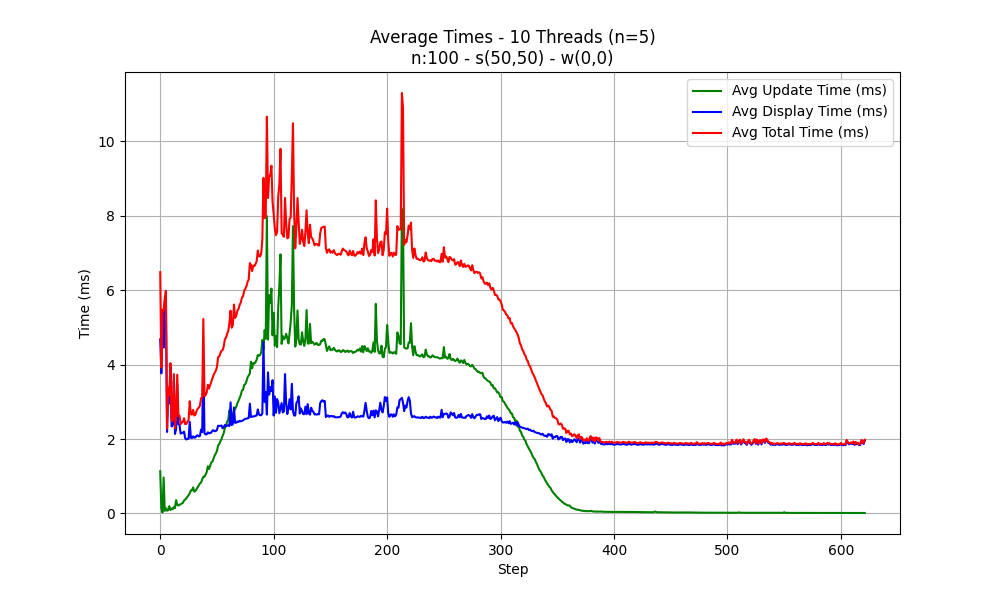 Average Times - 10 Threads (n=5)
n:100 - s(50,50) - w(0,0)
Avg Update Time (ms)
Avg Display Time (ms)
Avg Total Time (ms)
Time (ms)
10
8
6
4
2
0
0 100 200 300 400 500 600
Step